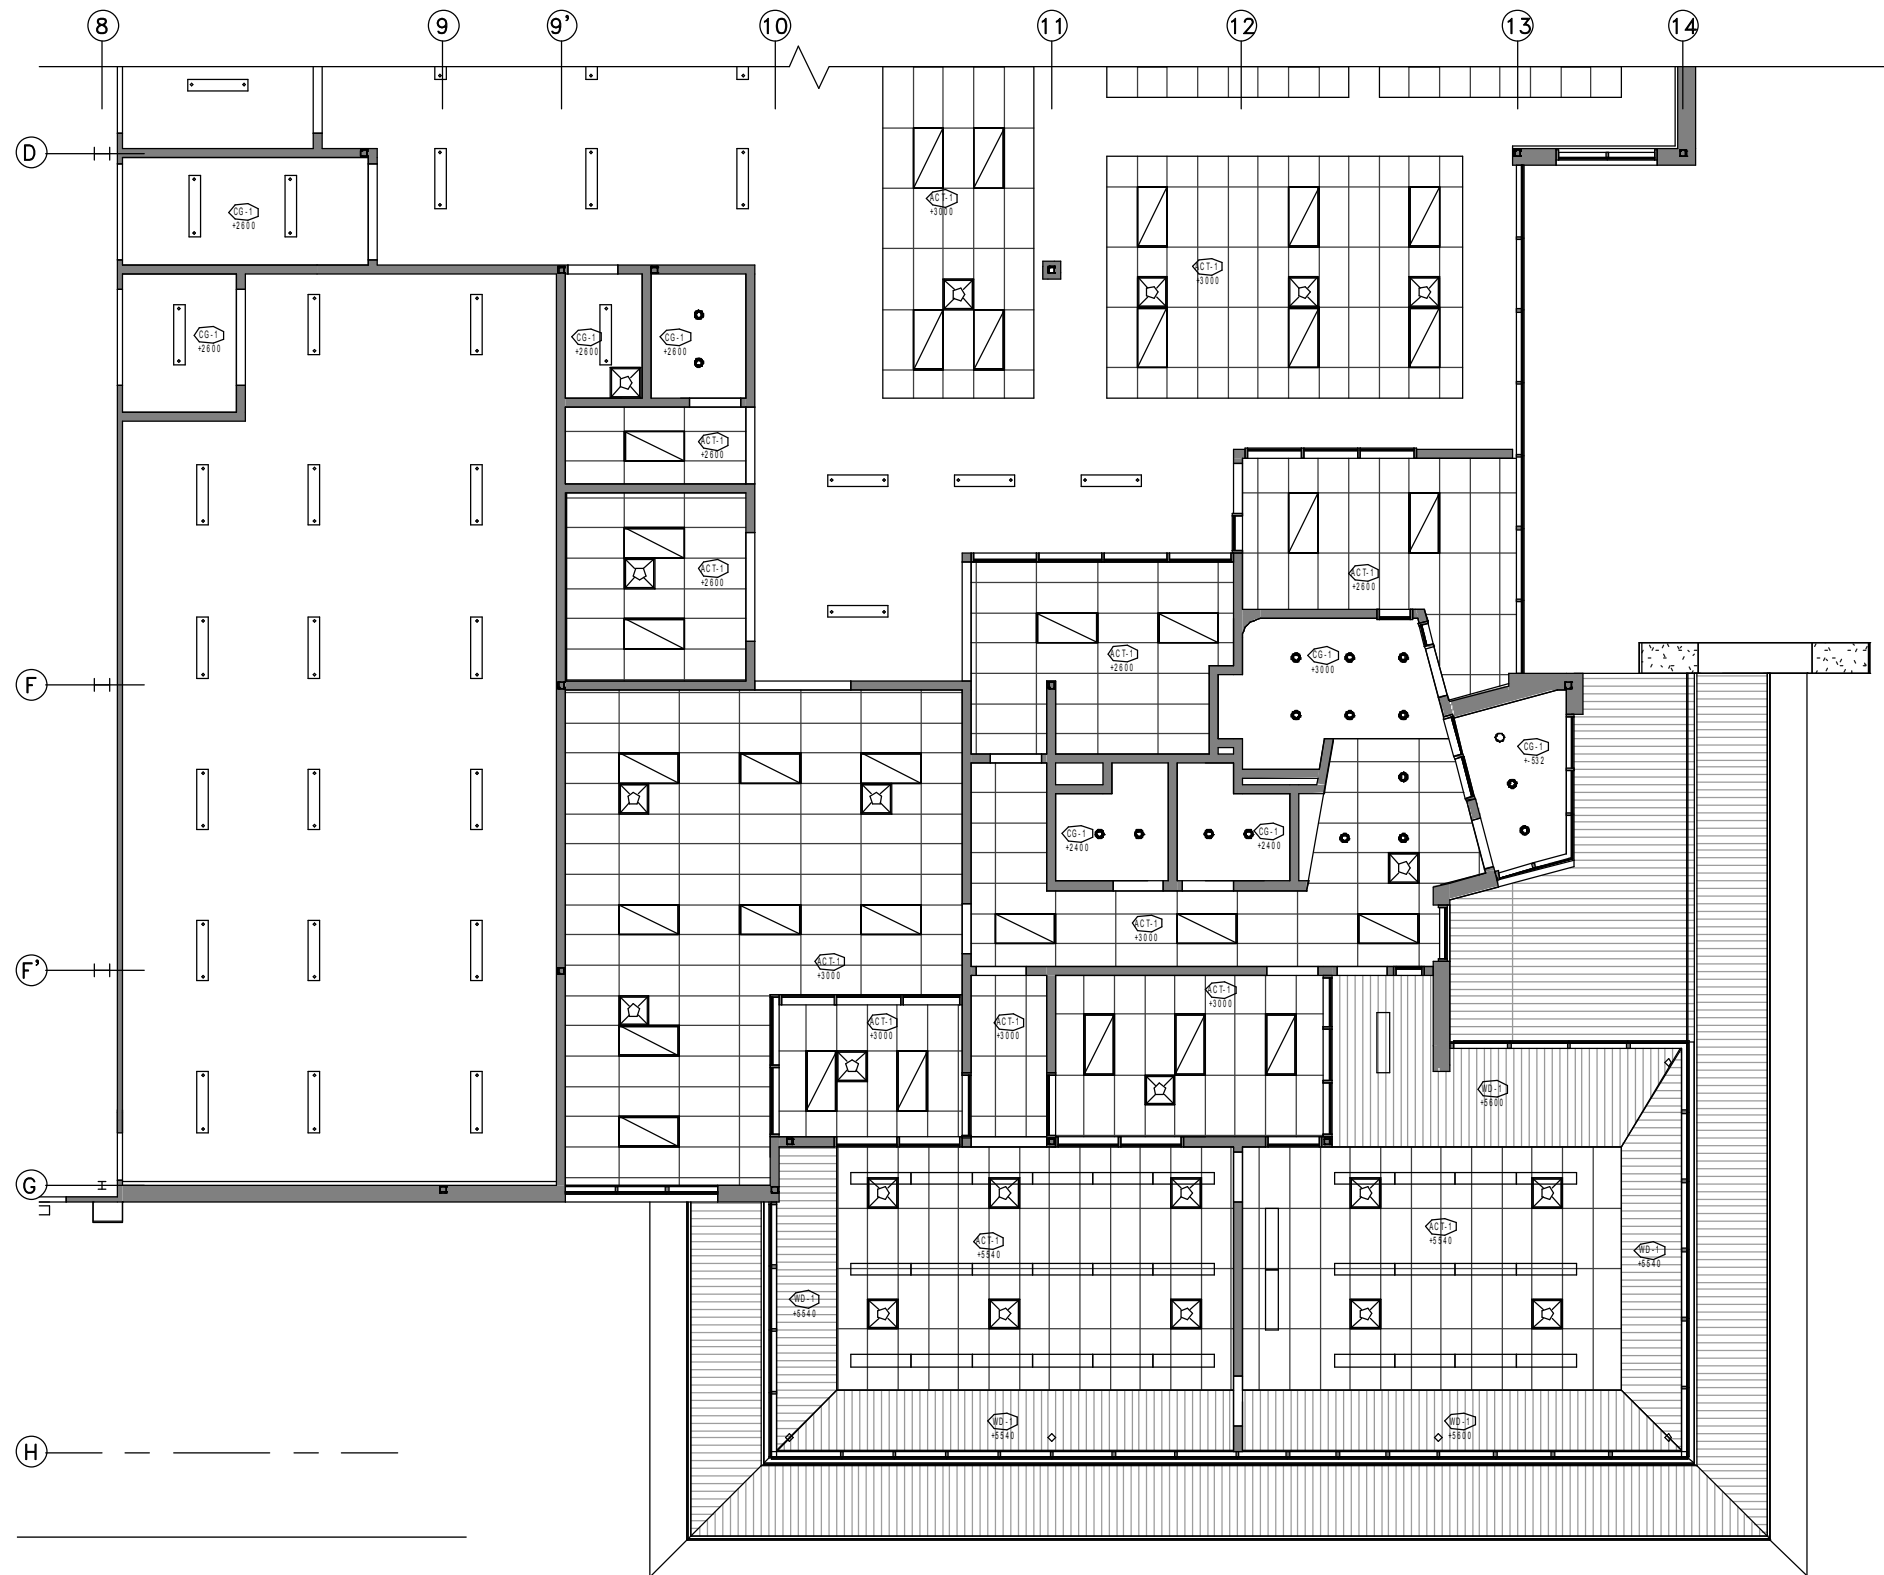 8 9 9' 10 11 12 13 14
D
ACT-1
+3000
CG-1
+2600
ACT-1
+3000
CG-1
+2600
CG-1
+2600
CG-1
+2600
ACT-1
+2600
ACT-1
+2600
ACT-1
+2600
ACT-1
+2600
CG-1
+3000
F
CG-1
+-532
CG-1
+2400
CG-1
+2400
ACT-1
+3000
ACT-1
+3000
F'
ACT-1
+3000
ACT-1
+3000
ACT-1
+3000
WD-1
+5600
G
ACT-1
+5540
ACT-1
+5540
WD-1
+5540
WD-1
+5540
WD-1
+5540
WD-1
+5600
H